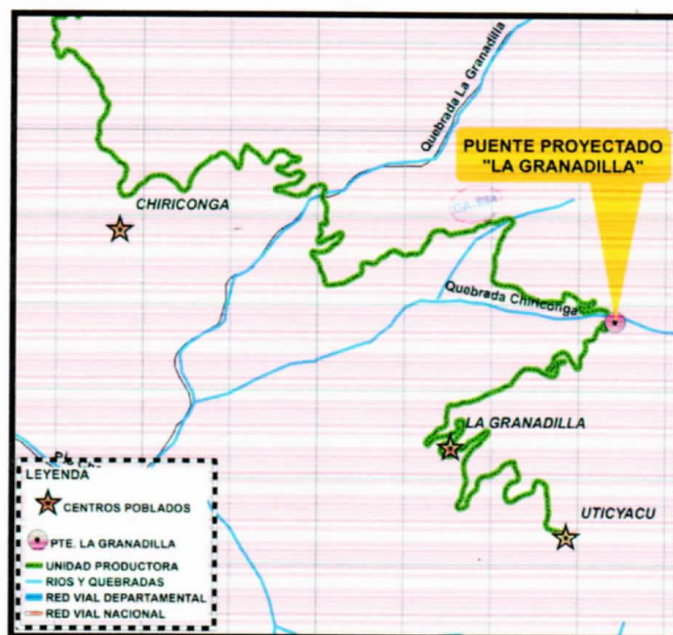 Quebrada La Granadilla
PUENTE PROYECTADO
"LA GRANADILLA"
CHIRICONGA
Quebrada Chiriconga
LA GRANADILLA
UTICYACU
LEYENDA
CENTROS POBLADOS
PTE. LA GRANADILLA
UNIDAD PRODUCTORA
RIOS Y QUEBRADAS
RED VIAL DEPARTAMENTAL
RED VIAL NACIONAL